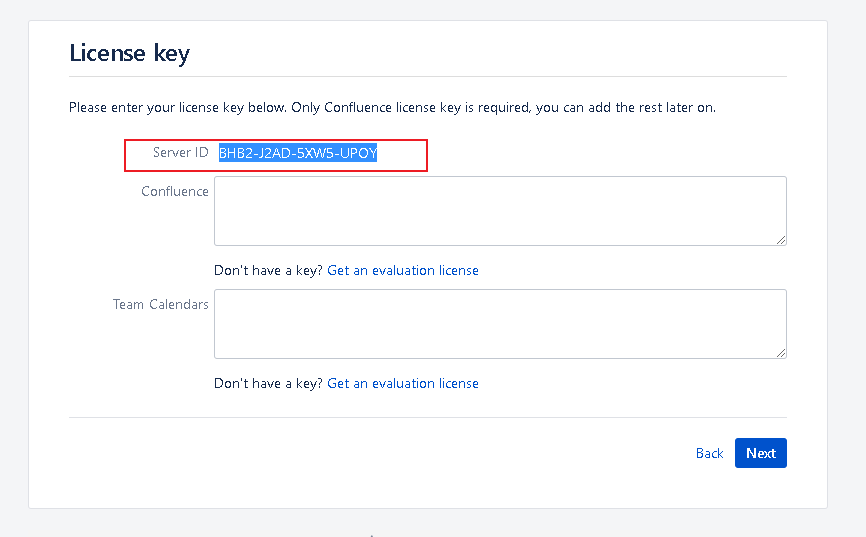 License key
Please enter your license key below. Only Confluence license key is required, you can add the rest later on.
Server ID BHB2-J2AD-5XW5-UPOY
Confluence
Don't have a key? Get an evaluation license
Team Calendars
Don't have a key? Get an evaluation license
Back Next